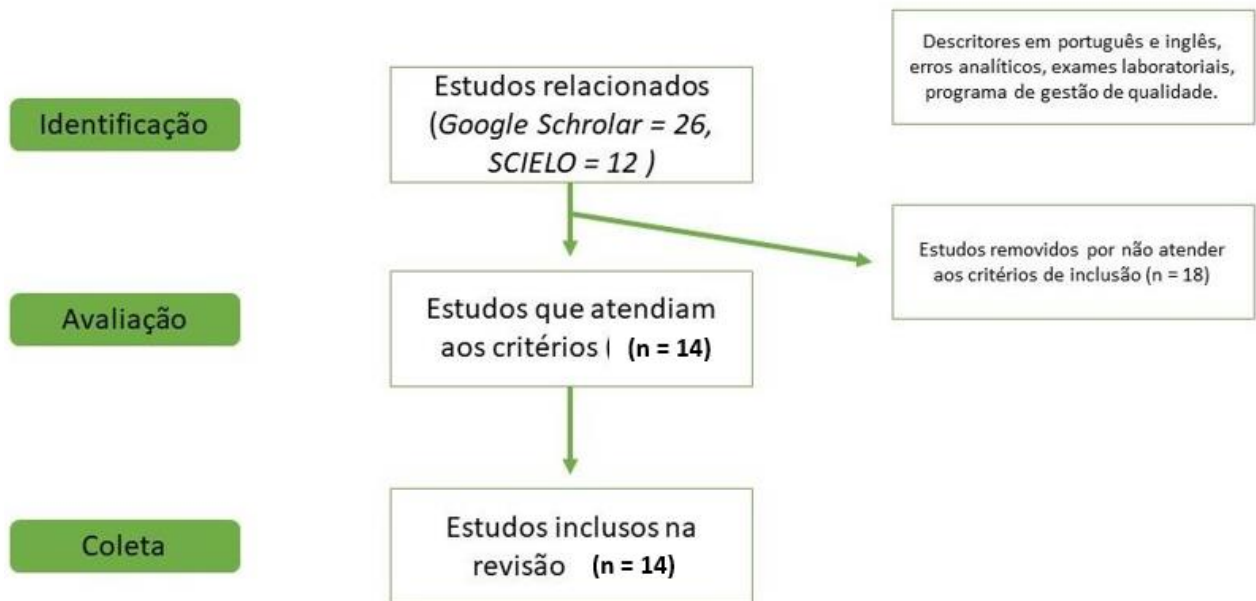 Identificação
Estudos relacionados
(Google Schrolar = 26,
SCIELO = 12 )
Descritores em português e inglês,
erros analíticos, exames laboratoriais,
programa de gestão de qualidade.
Estudos removidos por não atender
aos critérios de inclusão (n = 18)
Avaliação
Estudos que atendiam
aos critérios ( (n = 14)
Coleta
Estudos inclusos na
revisão (n = 14)